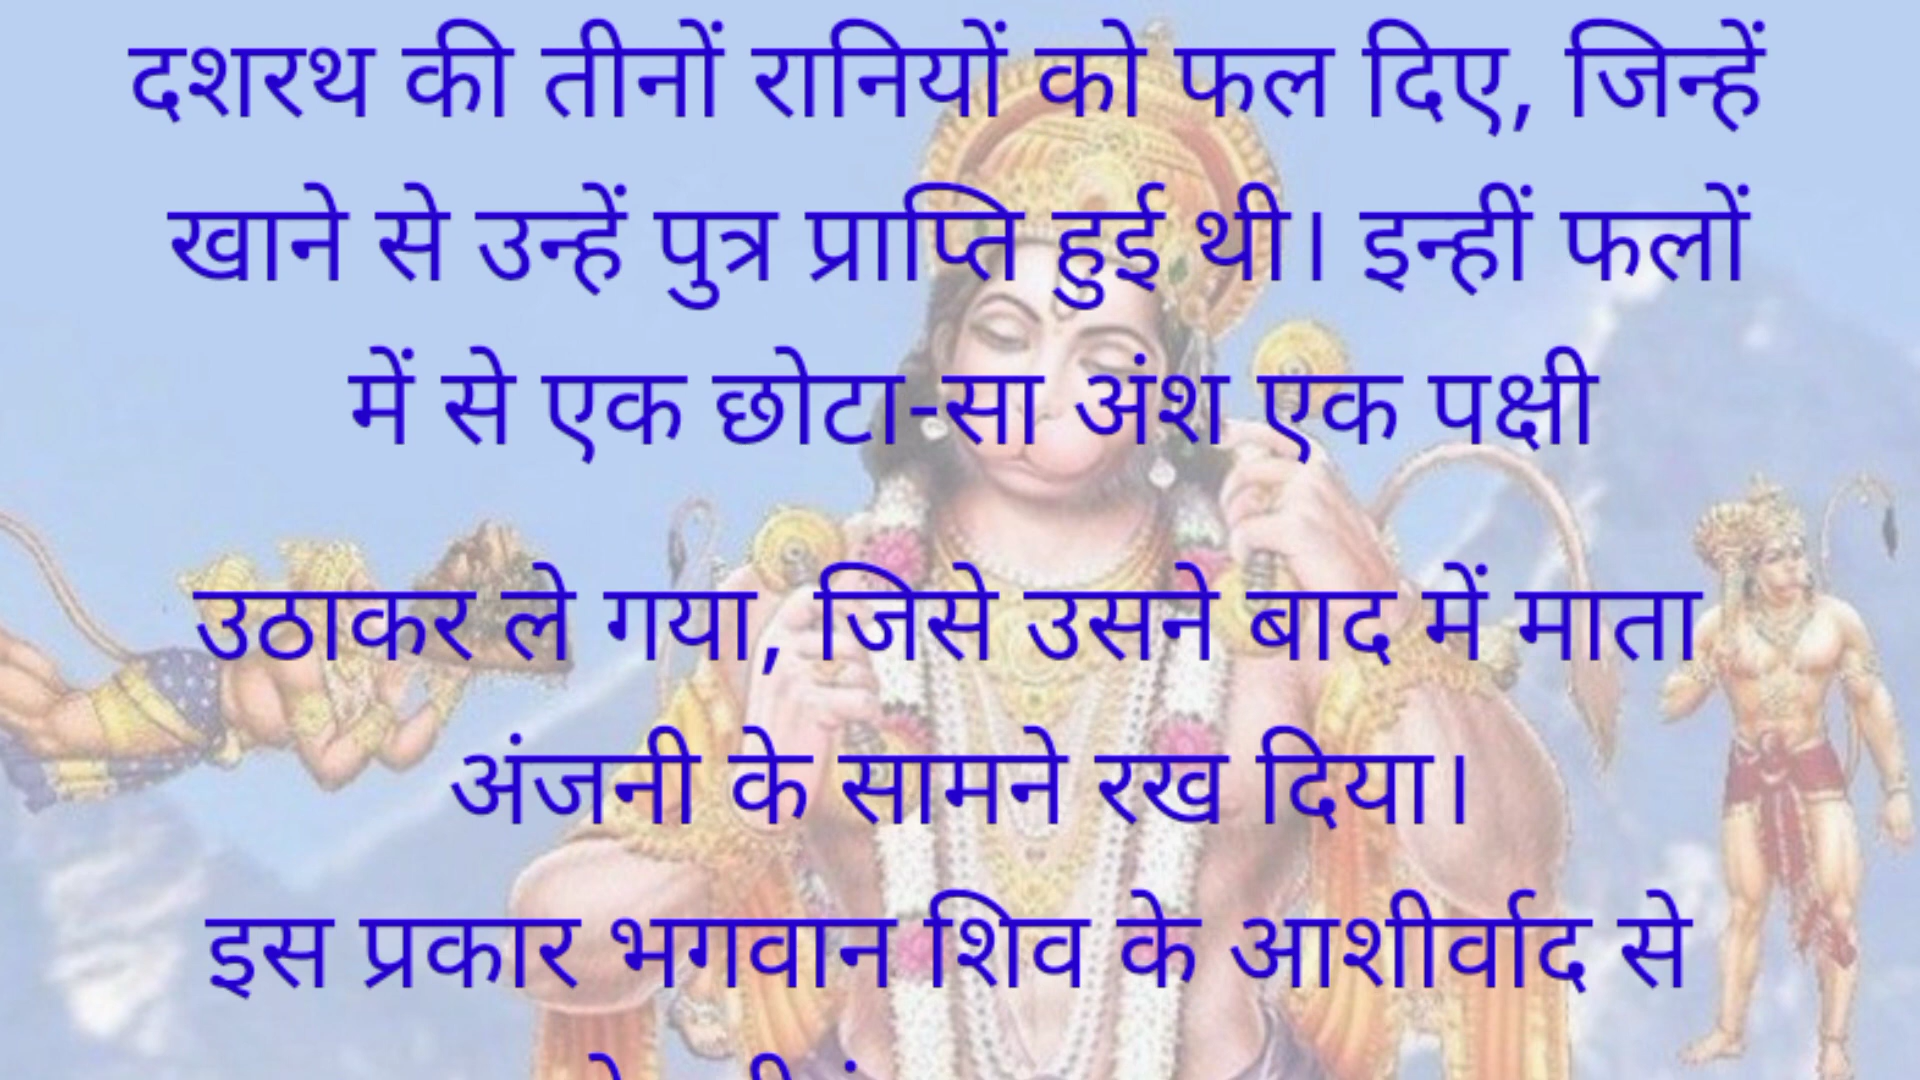 दशरथ की तीनों रानियों को फल दिए, जिन्हें
खाने से उन्हें पुत्र प्राप्ति हुई थी। इन्हीं फलों
में से एक छोटा-सा अंश एक पक्षी
उठाकर ले गया, जिसे उसने बाद में माता
अंजनी के सामने रख दिया।
इस प्रकार भगवान शिव के आशीर्वाद से